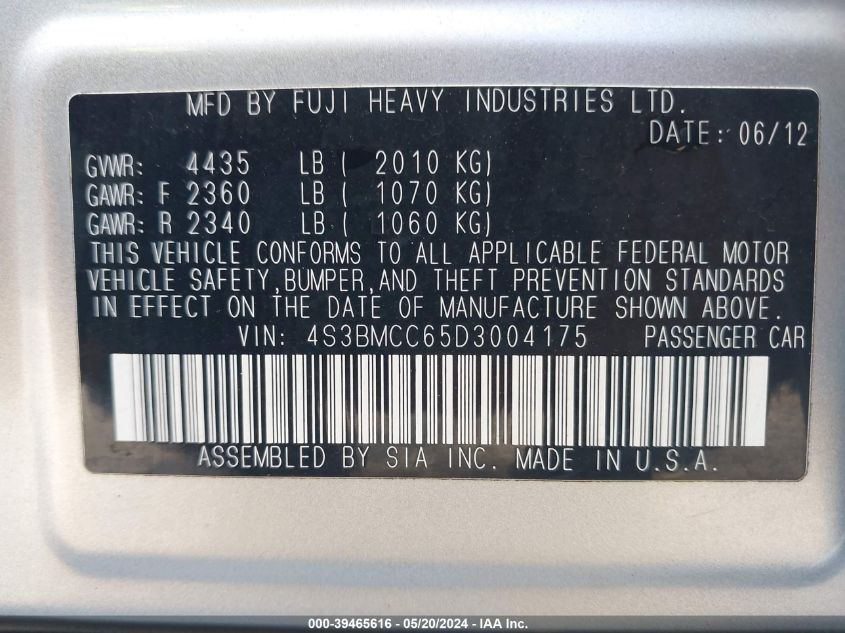 MFD BY FUJI HEAVY INDUSTRIES LTD.
DATE: 06/12
GVWR: 4435 LB ( 2010 KG)
GAWR: F 2360 LB ( 1070 KG)
GAWR: R 2340 LB ( 1060 KG)
THIS VEHICLE CONFORMS TO ALL APPLICABLE FEDERAL MOTOR
VEHICLE SAFETY,BUMPER,AND THEFT PREVENTION STANDARDS
IN EFFECT ON THE DATE OF MANUFACTURE SHOWN ABOVE.
VIN: 4S3BMCC65D3004175 PASSENGER CAR
ASSEMBLED BY SIA INC. MADE IN U.S.A.
000-39465616 - 05/20/2024 - IAA Inc.